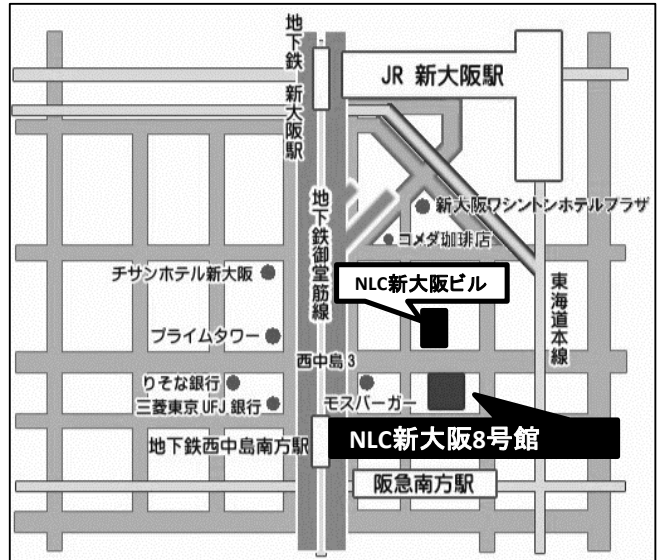 地下鉄 新大阪駅
JR 新大阪駅
新大阪ワシントンホテルプラザ
コメダ珈琲店
地下鉄御堂筋線
チサンホテル新大阪
NLC新大阪ビル
東海道本線
プライムタワー
西中島3
りそな銀行
モスバーガー
三菱東京UFJ銀行
地下鉄西中島南方駅
NLC新大阪8号館
阪急南方駅